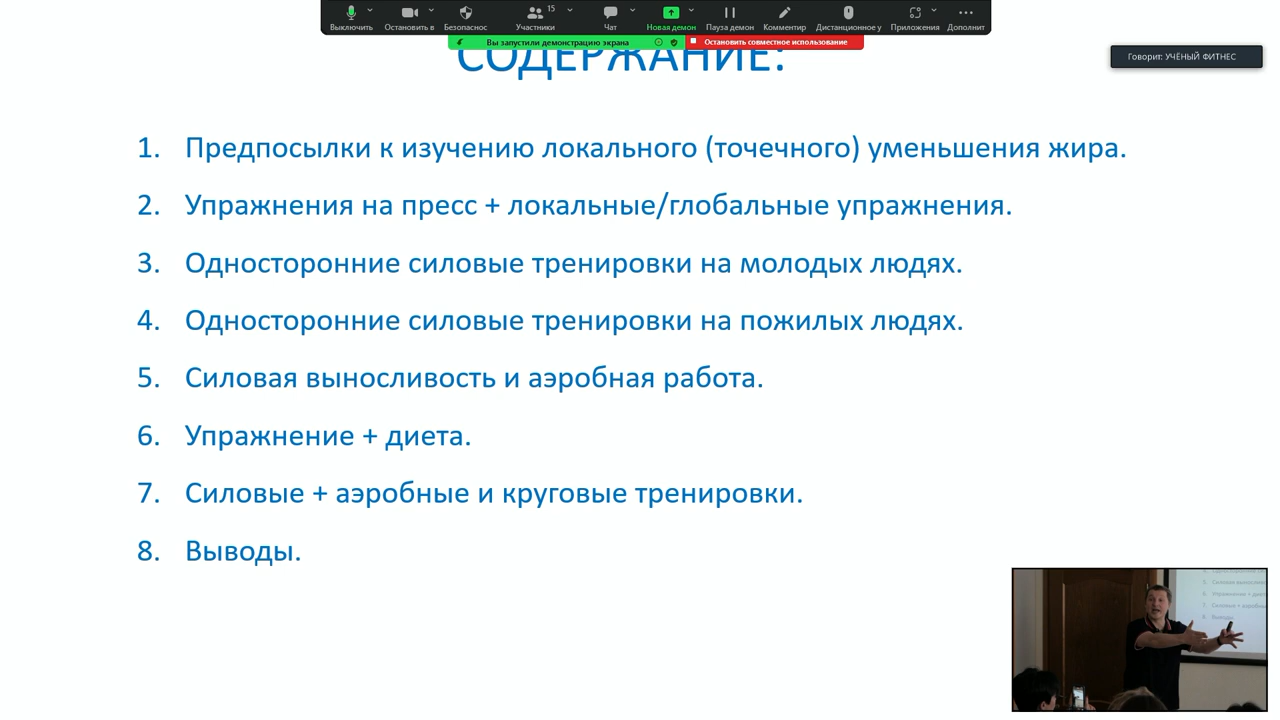 15
Выключить
Остановить в
Безопаснос
Участники
Чат
Новая демон
Пауза демон
Комментир
Дистанционное у
Приложения
Дополнит
Вы запустили демонстрацию экрана
Остановить совместное использование
Говорит: УЧЁНЫЙ ФИТНЕС
СОДЕРЖАНИЕ:
1. Предпосылки к изучению локального (точечного) уменьшения жира.
2. Упражнения на пресс + локальные/глобальные упражнения.
3. Односторонние силовые тренировки на молодых людях.
4. Односторонние силовые тренировки на пожилых людях.
5. Силовая выносливость и аэробная работа.
6. Упражнение + диета.
7. Силовые + аэробные и круговые тренировки.
8. Выводы.